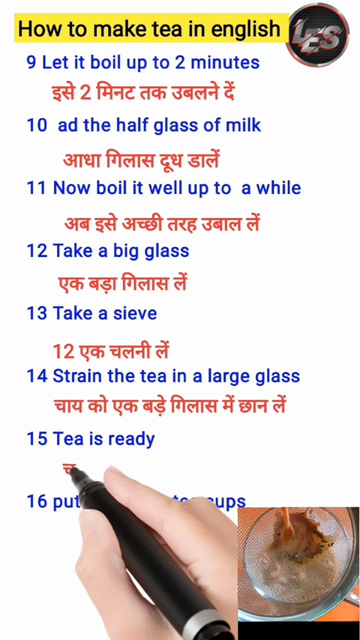 How to make tea in english
LES
9 Let it boil up to 2 minutes
इसे 2 मिनट तक उबलने दें
10 ad the half glass of milk
आधा गिलास दूध डालें
11 Now boil it well up to a while
अब इसे अच्छी तरह उबाल लें
12 Take a big glass
एक बड़ा गिलास लें
13 Take a sieve
12 एक चलनी लें
14 Strain the tea in a large glass
चाय को एक बड़े गिलास में छान लें
15 Tea is ready
च
16 put cups